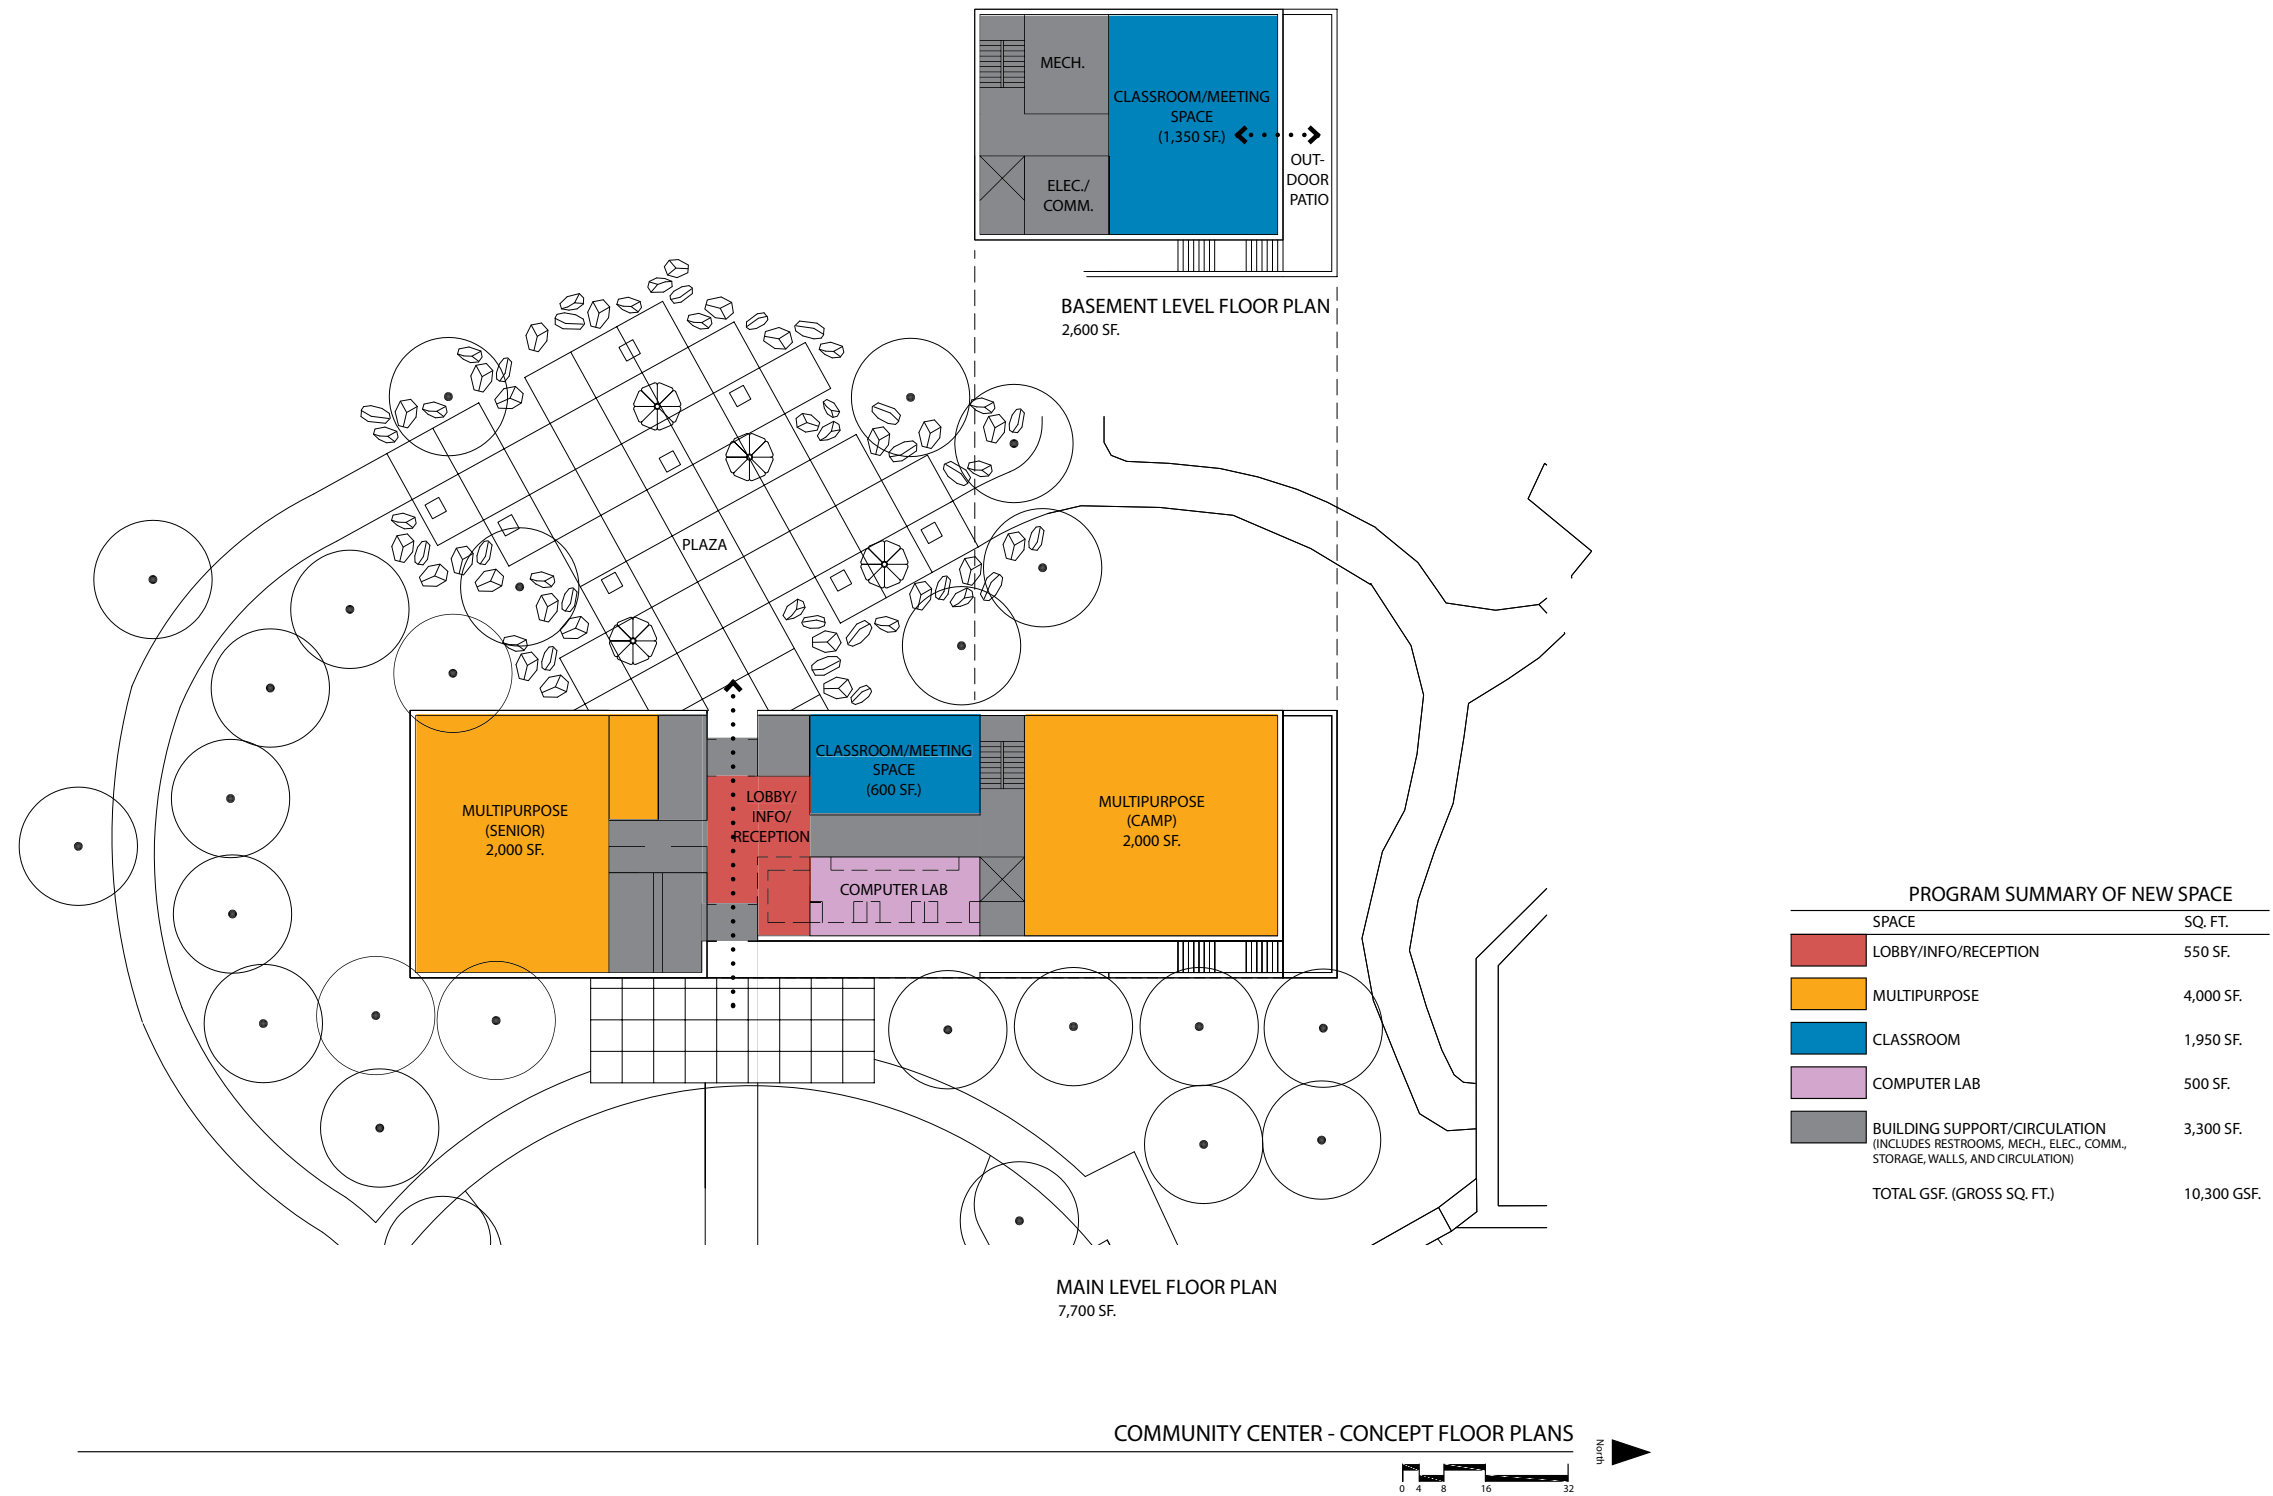 MECH.
CLASSROOM/MEETING
SPACE
(1,350 SF.)
OUT-
DOOR
PATIO
ELEC./
COMM.
BASEMENT LEVEL FLOOR PLAN
2,600 SF.
PLAZA
MULTIPURPOSE
(SENIOR)
2,000 SF.
LOBBY/
INFO/
RECEPTION
CLASSROOM/MEETING
SPACE
(600 SF.)
COMPUTER LAB
MULTIPURPOSE
(CAMP)
2,000 SF.
PROGRAM SUMMARY OF NEW SPACE
SPACE SQ. FT.
LOBBY/INFO/RECEPTION 550 SF.
MULTIPURPOSE 4,000 SF.
CLASSROOM 1,950 SF.
COMPUTER LAB 500 SF.
BUILDING SUPPORT/CIRCULATION 3,300 SF.
(INCLUDES RESTROOMS, MECH., ELEC., COMM.,
STORAGE, WALLS, AND CIRCULATION)
TOTAL GSF. (GROSS SQ. FT.) 10,300 GSF.
MAIN LEVEL FLOOR PLAN
7,700 SF.
COMMUNITY CENTER - CONCEPT FLOOR PLANS
North
0 4 8 16 32